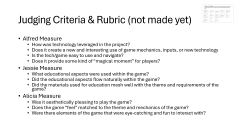 Judging Criteria & Rubric (not made yet)
• Alfred Measure
• How was technology leveraged in the project?
• Does it create a new and interesting use of game mechanics, inputs, or new technology
• Is the tech/game easy to use and navigate?
• Does it provide some kind of "magical moment" for players?
• Jessie Measure
• What educational aspects were used within the game?
• Did the educational aspects flow naturally within the game?
• Did the materials used for education mesh well with the theme and requirements of the
game?
• Alicia Measure
• Was it aesthetically pleasing to play the game?
• Does the game "feel" matched to the theme and mechanics of the game?
• Were there elements of the game that were eye-catching and fun to interact with?